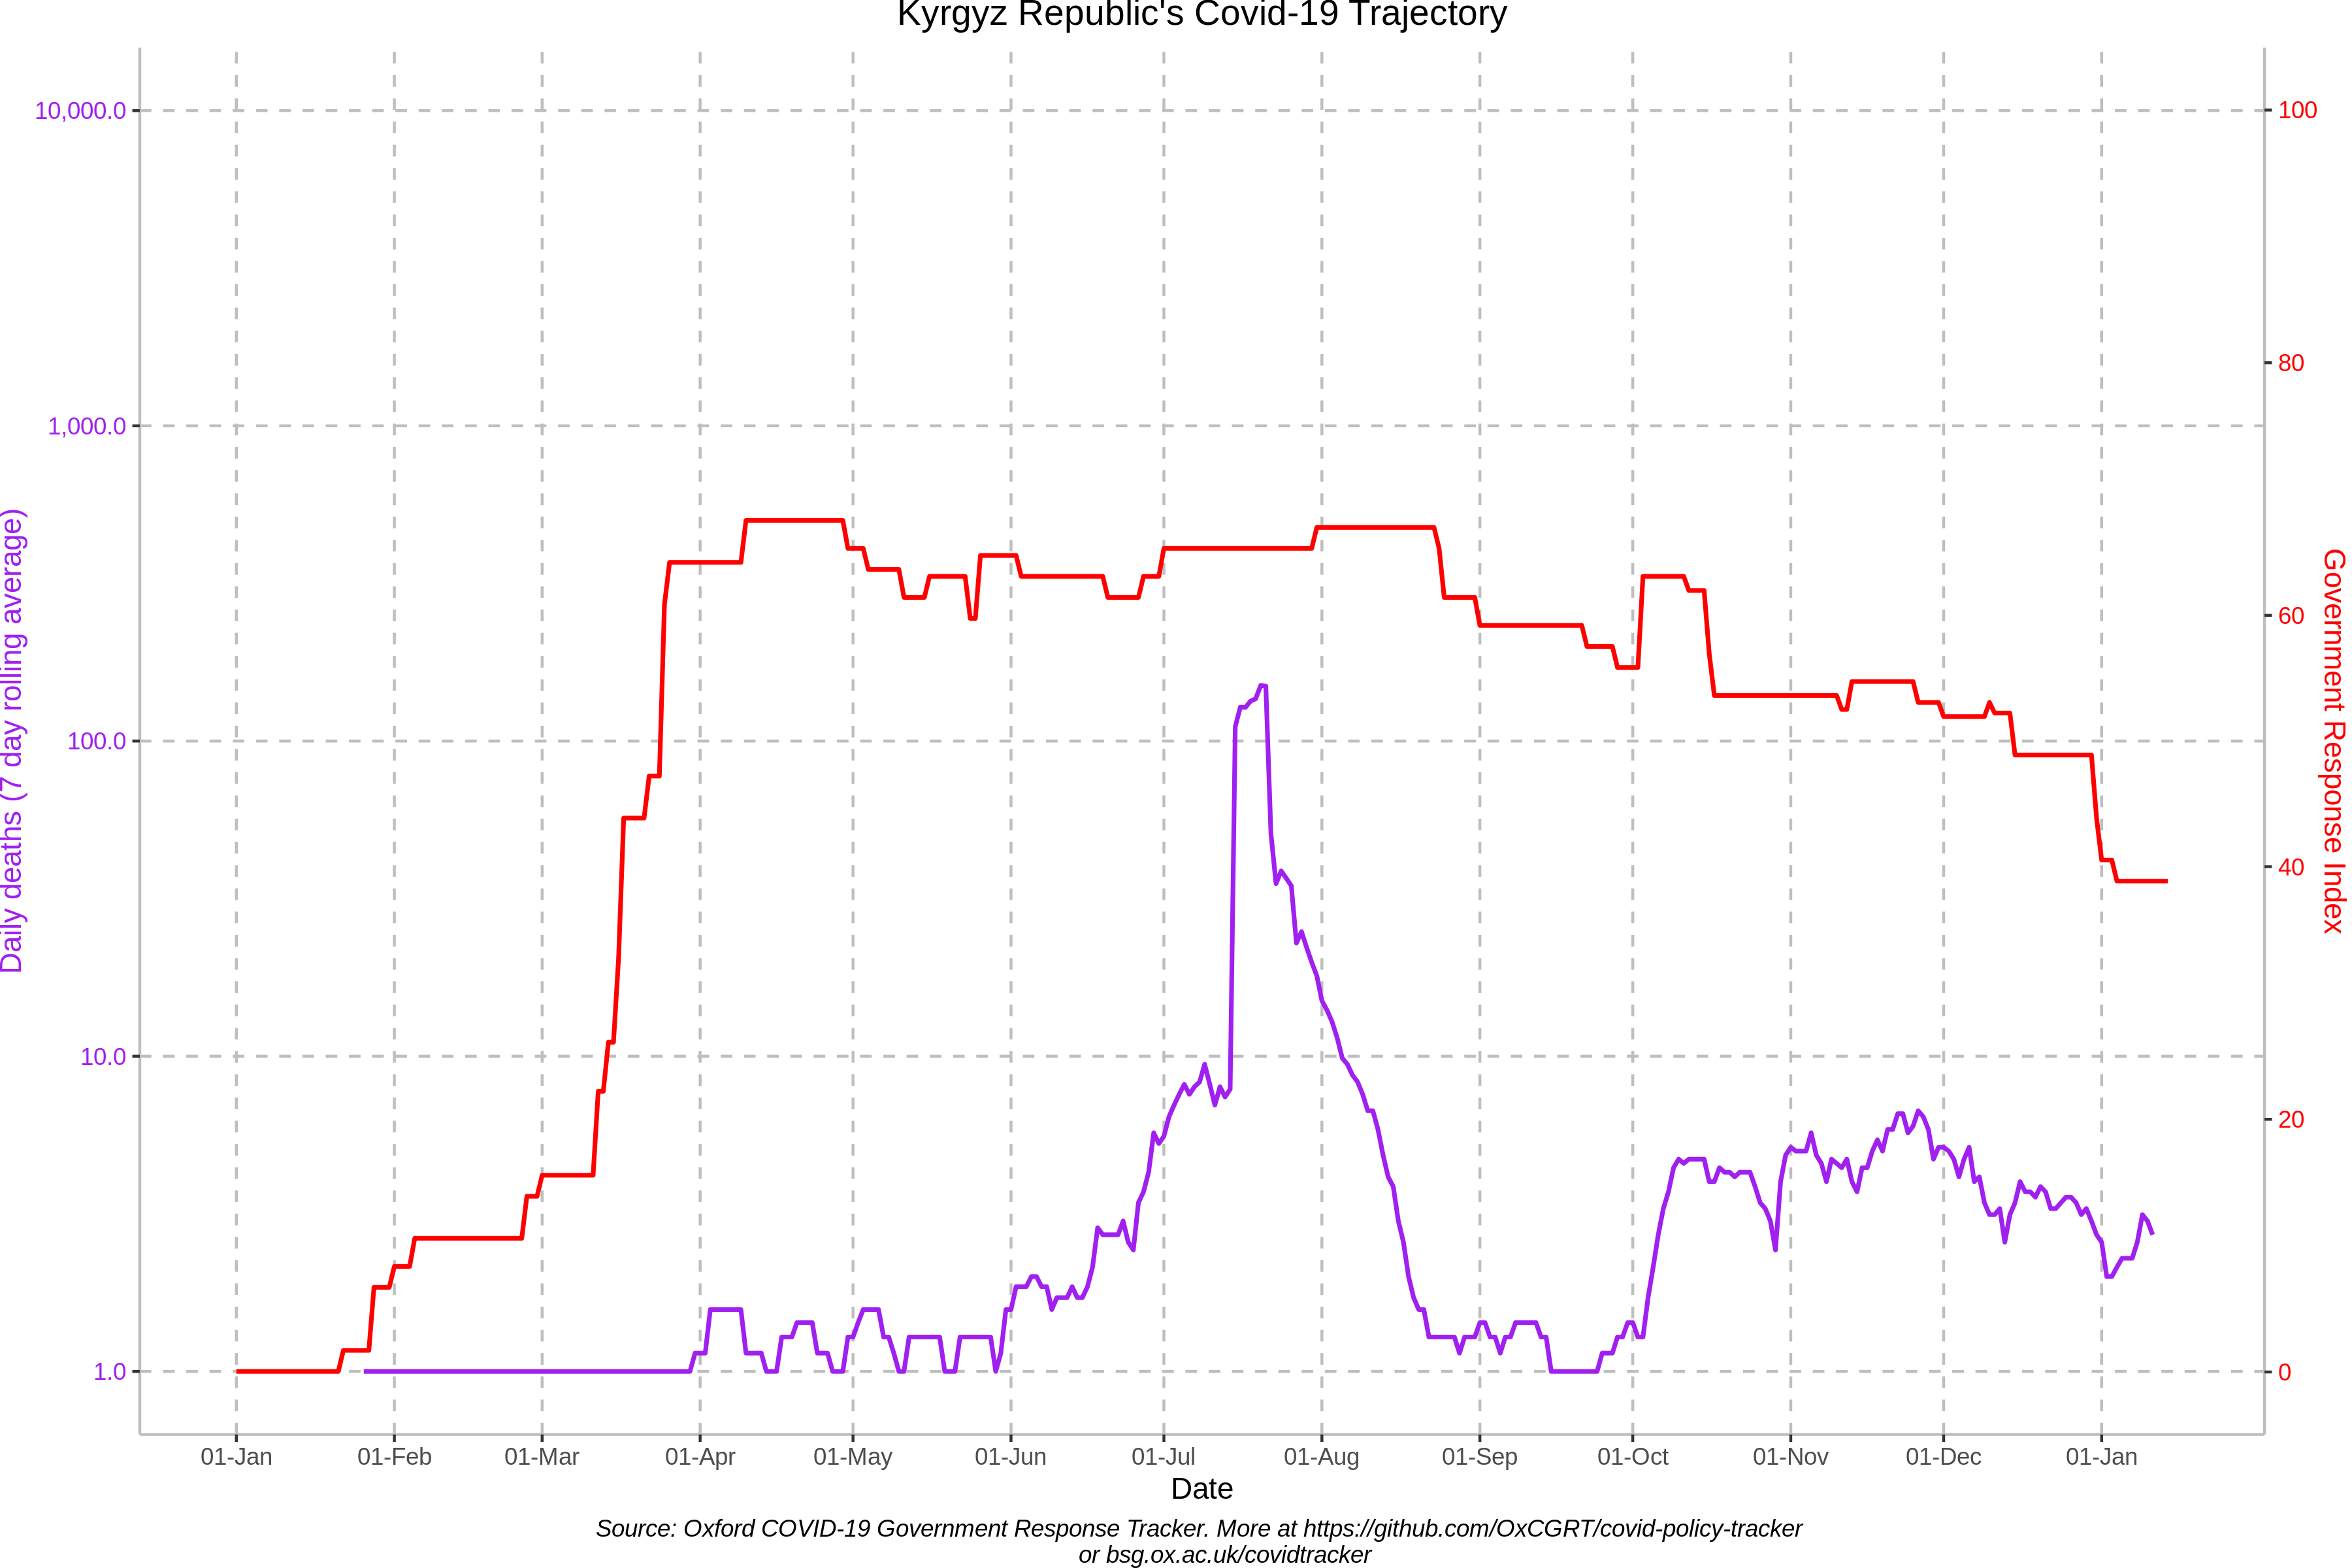 Kyrgyz Republic's Covid-19 Trajectory
10,000.0
1,000.0
100.0
10.0
1.0
Daily deaths (7 day rolling average)
100
80
60
40
20
0
Government Response Index
01-Jan 01-Feb 01-Mar 01-Apr 01-May 01-Jun 01-Jul 01-Aug 01-Sep 01-Oct 01-Nov 01-Dec 01-Jan
Date
Source: Oxford COVID-19 Government Response Tracker. More at https://github.com/OxCGRT/covid-policy-tracker
or bsg.ox.ac.uk/covidtracker